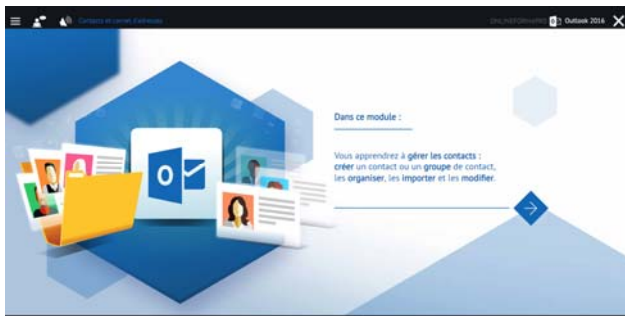 Contacts et carnet d'adresses
ONLINEFORMAPRO Outlook 2016
Dans ce module :
Vous apprendrez à gérer les contacts :
créer un contact ou un groupe de contact,
les organiser, les importer et les modifier.